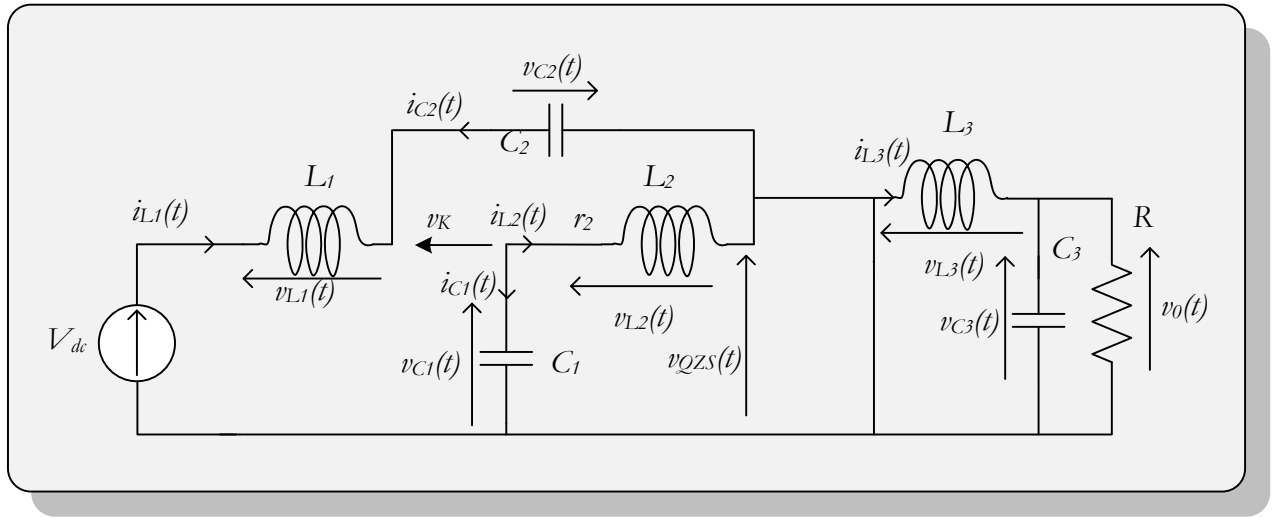 vC2(t)
iC2(t)
C2
L3
iL3(t)
L1
L2
iL1(t)
vK
iL2(t)
r2
R
C3
vL1(t)
iC1(t)
vL3(t)
vL2(t)
vC3(t)
v0(t)
Vdc
vC1(t)
C1
vQZS(t)